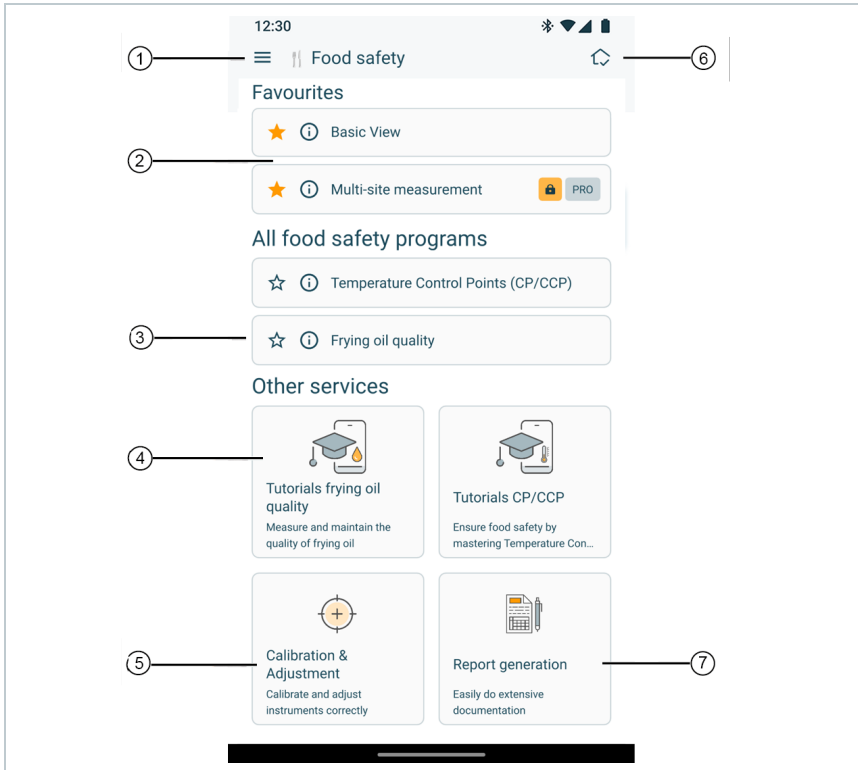 12:30
① Food safety ⑥
Favourites
Basic View
②
Multi-site measurement PRO
All food safety programs
Temperature Control Points (CP/CCP)
③ Frying oil quality
Other services
④
Tutorials frying oil
quality
Measure and maintain the
quality of frying oil
Tutorials CP/CCP
Ensure food safety by
mastering Temperature Con...
⑤
Calibration &
Adjustment
Calibrate and adjust
instruments correctly
Report generation ⑦
Easily do extensive
documentation